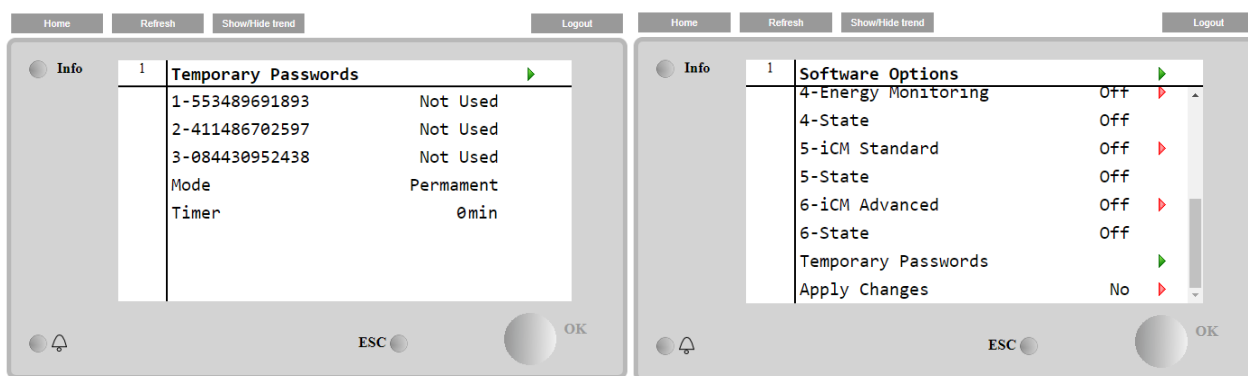 Home Refresh Show/Hide trend Logout
Info
1 Temporary Passwords
1-553489691893 Not Used
2-411486702597 Not Used
3-084430952438 Not Used
Mode Permament
Timer 0min
ESC OK
Home Refresh Show/Hide trend Logout
Info
1 Software Options
4-Energy Monitoring Off
4-State Off
5-iCM Standard Off
5-State Off
6-iCM Advanced Off
6-State Off
Temporary Passwords
Apply Changes No
ESC OK